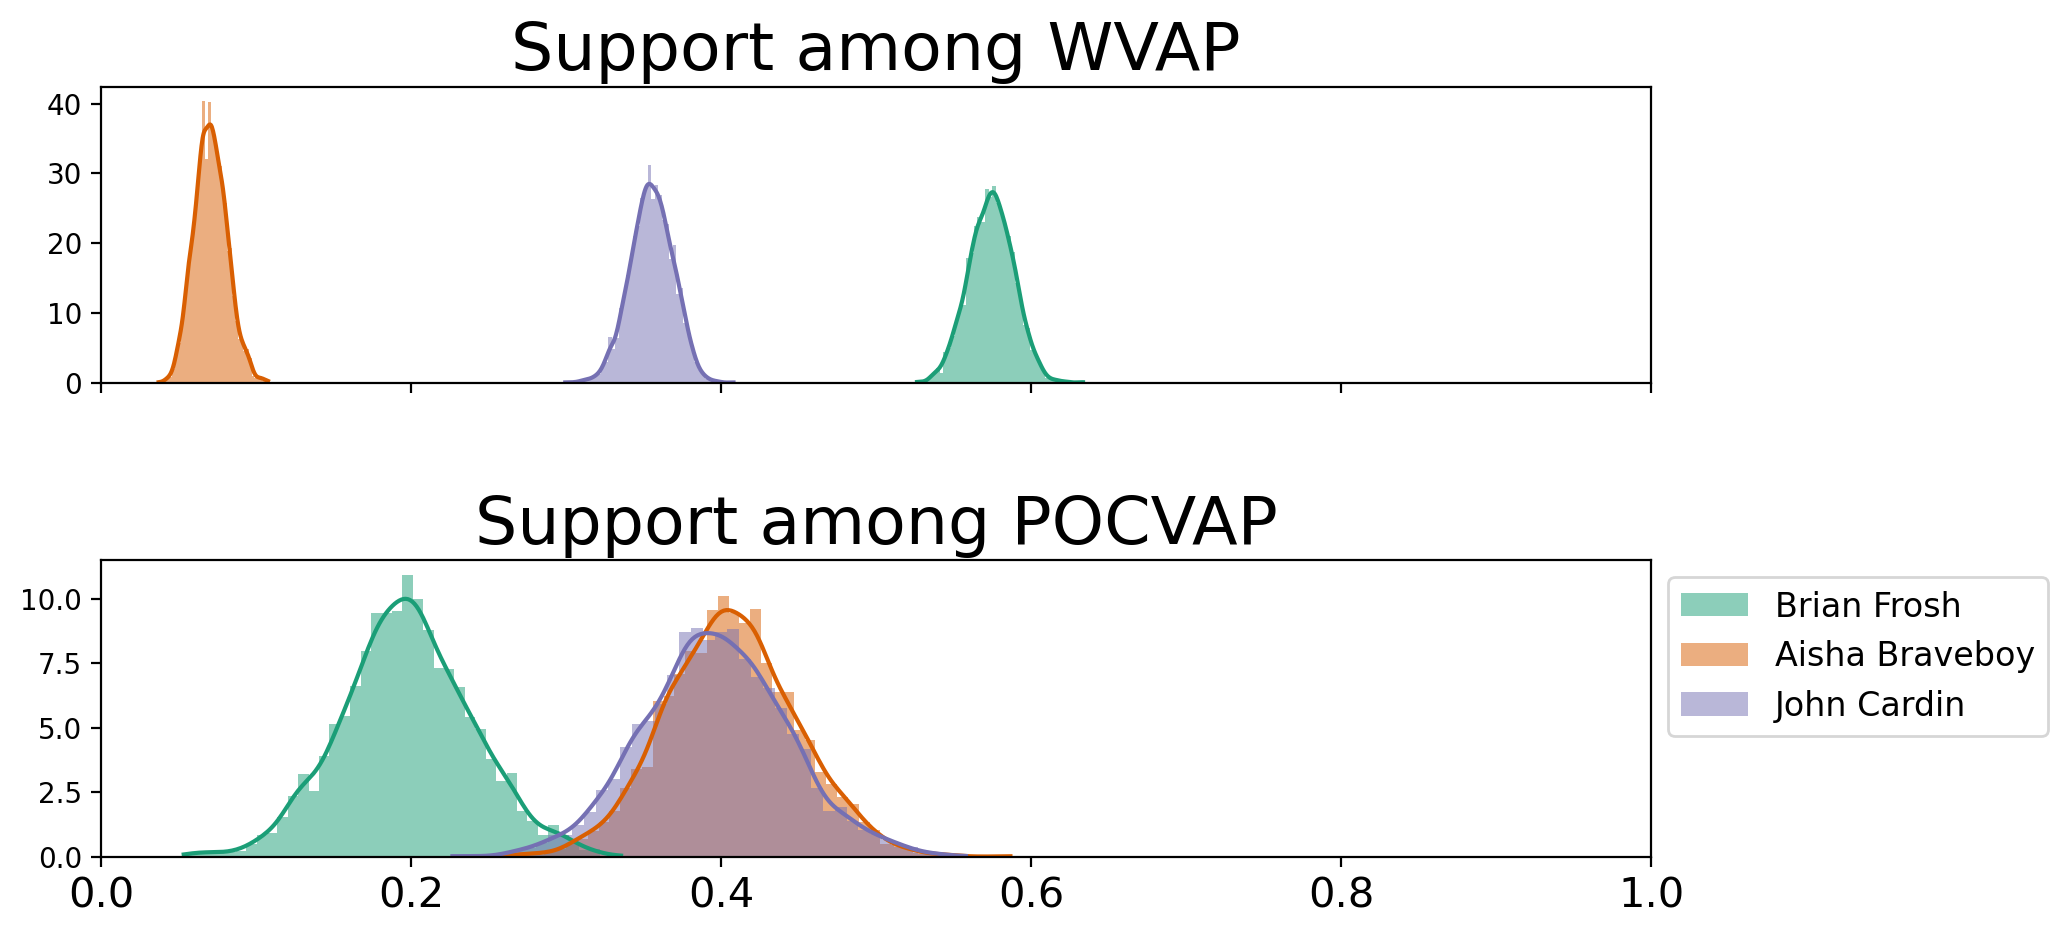 Support among WVAP
40
30
20
10
0
Support among POCVAP
10.0
7.5
5.0
2.5
0.0
0.0 0.2 0.4 0.6 0.8 1.0
Brian Frosh
Aisha Braveboy
John Cardin